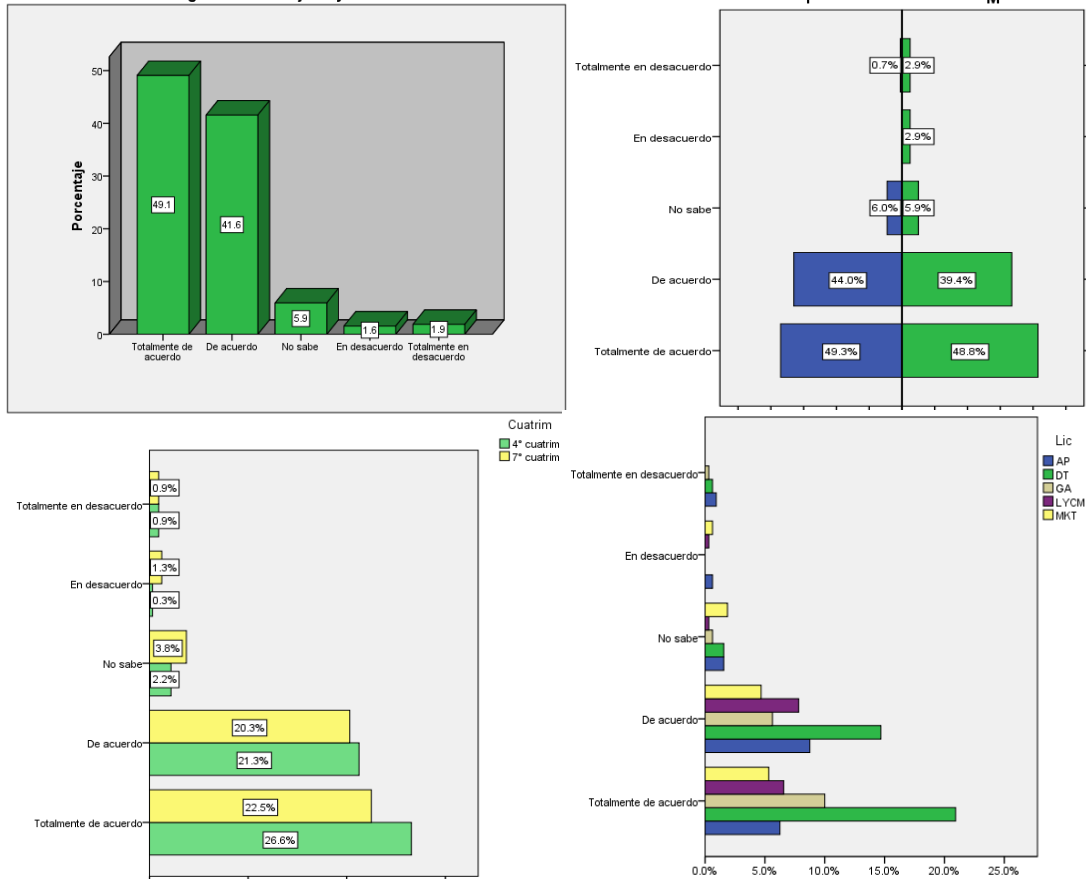 Porcentaje
50
40
30
20
10
0
49.1
41.6
5.9
1.6
1.9
Totalmente de
acuerdo
De acuerdo
No sabe
En desacuerdo
Totalmente en
desacuerdo
M
Totalmente en desacuerdo
0.7%
2.9%
En desacuerdo
2.9%
No sabe
6.0%
5.9%
De acuerdo
44.0%
39.4%
Totalmente de acuerdo
49.3%
48.8%
Cuatrim
4° cuatrim
7° cuatrim
Totalmente en desacuerdo
0.9%
0.9%
En desacuerdo
1.3%
0.3%
No sabe
3.8%
2.2%
De acuerdo
20.3%
21.3%
Totalmente de acuerdo
22.5%
26.6%
Lic
AP
DT
GA
LYCM
MKT
Totalmente en desacuerdo
En desacuerdo
No sabe
De acuerdo
Totalmente de acuerdo
0.0% 5.0% 10.0% 15.0% 20.0% 25.0%